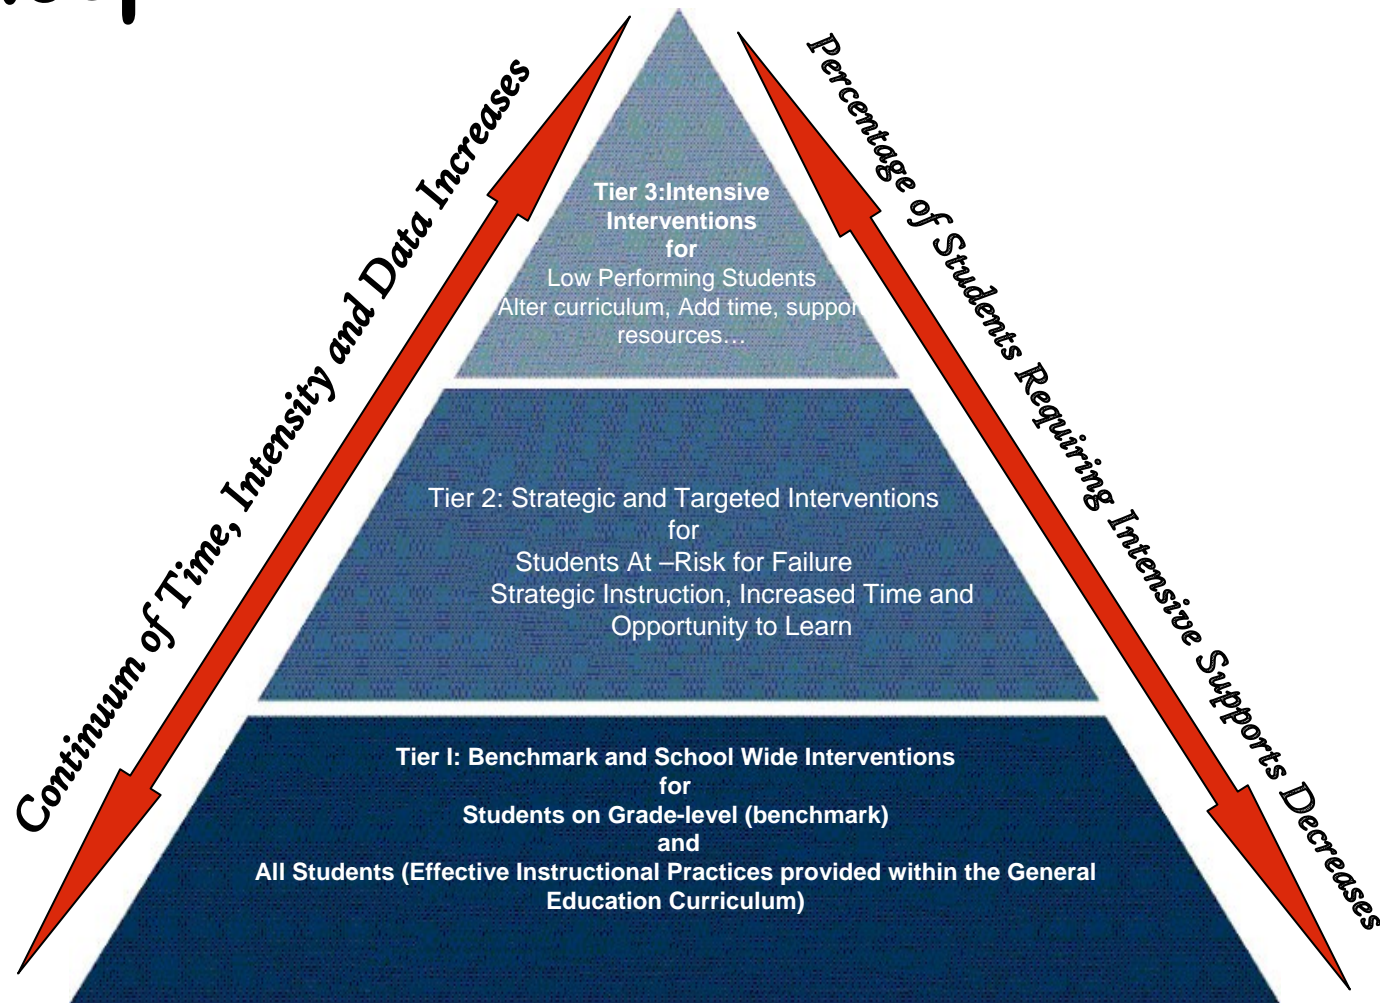 Continuum of Time, Intensity and Data Increases
Percentage of Students Requiring Intensive Supports Decreases
Tier 3:Intensive
Interventions
for
Low Performing Students
Alter curriculum, Add time, suppor
resources…
Tier 2: Strategic and Targeted Interventions
for
Students At –Risk for Failure
Strategic Instruction, Increased Time and
Opportunity to Learn
Tier I: Benchmark and School Wide Interventions
for
Students on Grade-level (benchmark)
and
All Students (Effective Instructional Practices provided within the General
Education Curriculum)